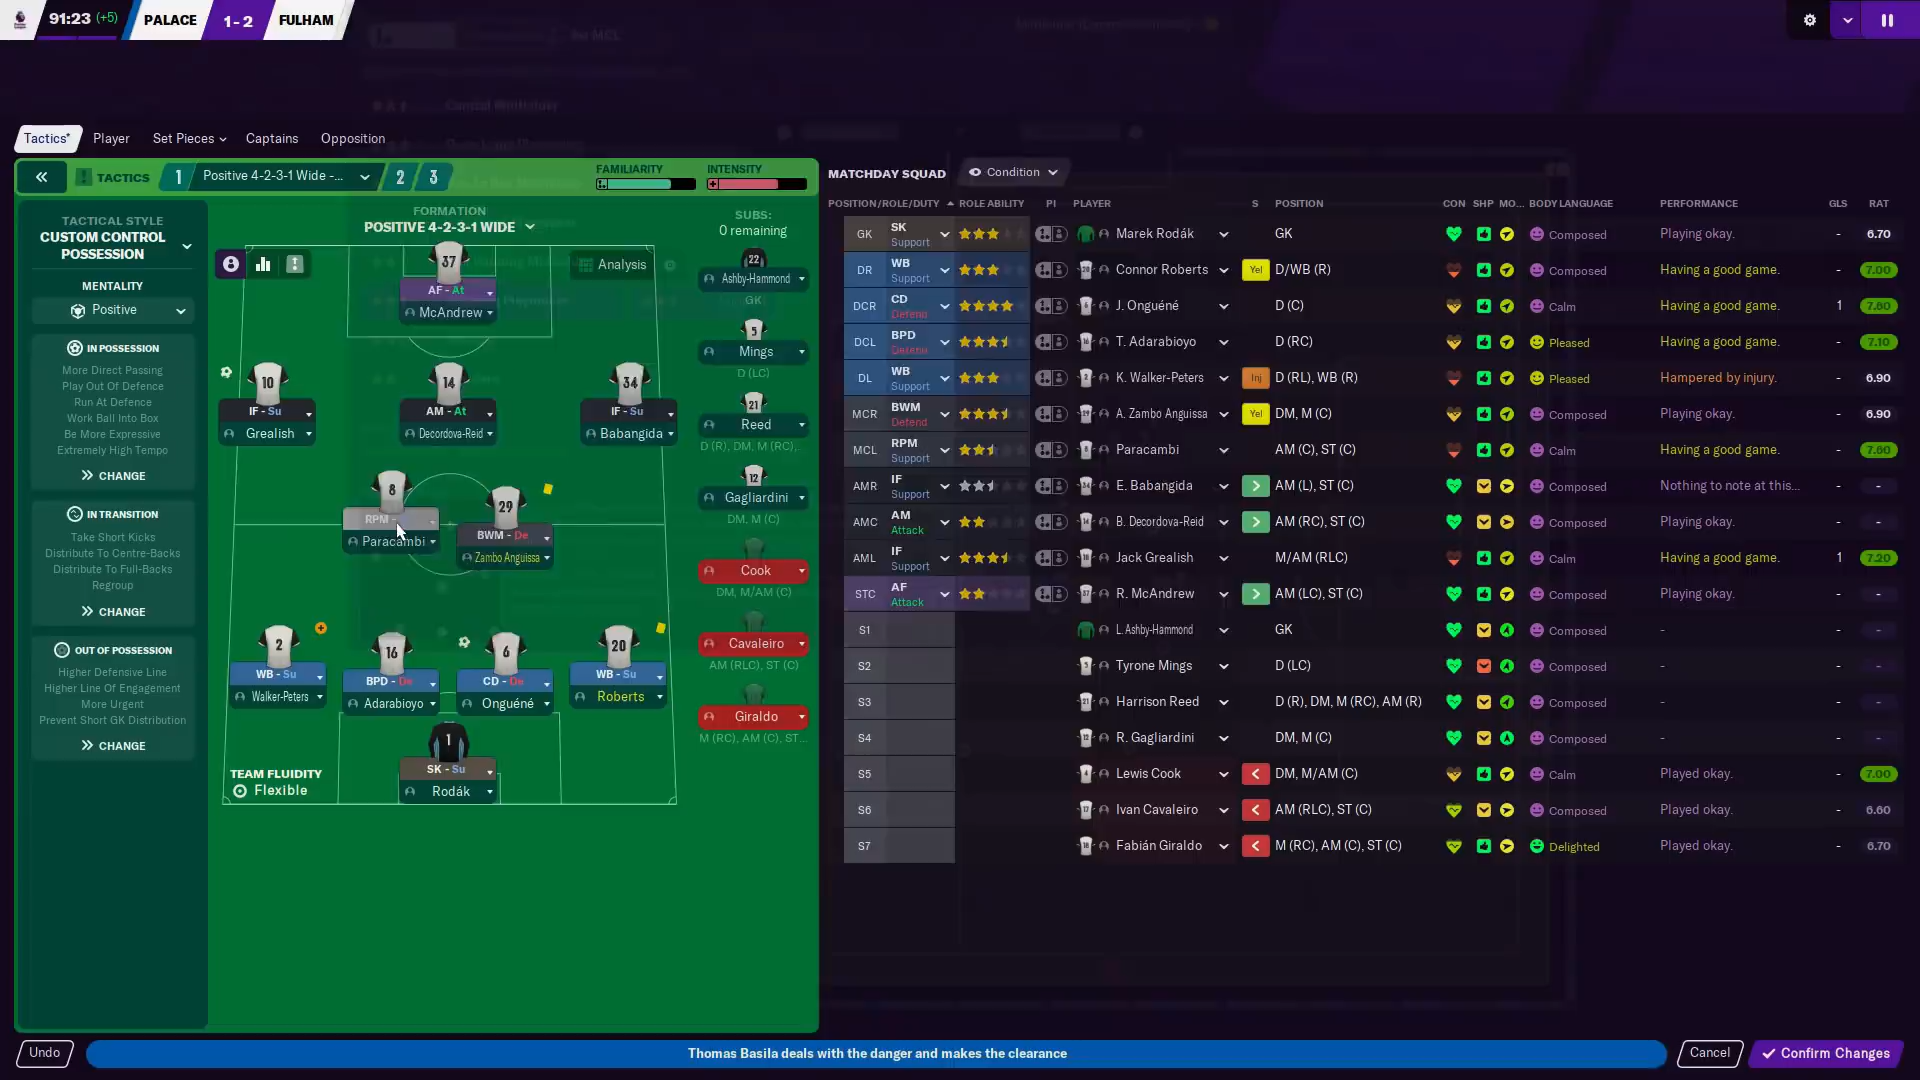 91:23 (+5) PALACE 1 - 2 FULHAM
Tactics* Player Set Pieces Captains Opposition
TACTICS 1 Positive 4-2-3-1 Wide -... 2 3 FAMILIARITY INTENSITY
TACTICAL STYLE
CUSTOM CONTROL
POSSESSION
MENTALITY
Positive
IN POSSESSION
More Direct Passing
Play Out Of Defence
Run At Defence
Work Ball Into Box
Be More Expressive
Extremely High Tempo
CHANGE
IN TRANSITION
Take Short Kicks
Distribute To Centre-Backs
Distribute To Full-Backs
Regroup
CHANGE
OUT OF POSSESSION
Higher Defensive Line
Higher Line Of Engagement
More Urgent
Prevent Short GK Distribution
CHANGE
FORMATION
POSITIVE 4-2-3-1 WIDE
Analysis
37
AF - At
McAndrew
10
IF - Su
Grealish
14
AM - At
Decordova-Reid
34
IF - Su
Babangida
8
RPM -
Paracambi
29
BWM - De
Zambo Anguissa
2
WB - Su
Walker-Peters
16
BPD - De
Adarabioyo
6
CD - De
Onguéné
20
WB - Su
Roberts
1
SK - Su
Rodák
TEAM FLUIDITY
Flexible
SUBS:
0 remaining
22
Ashby-Hammond
GK
5
Mings
D (LC)
21
Reed
D (R), DM, M (RC),
12
Gagliardini
DM, M (C)
Cook
DM, M/AM (C)
Cavaleiro
AM (RLC), ST (C)
Giraldo
M (RC), AM (C), ST...
MATCHDAY SQUAD Condition
POSITION/ROLE/DUTY ROLE ABILITY PI PLAYER S POSITION CON SHP MO... BODY LANGUAGE PERFORMANCE GLS RAT
GK SK Support Marek Rodák GK Composed Playing okay. - 6.70
DR WB Support Connor Roberts Yel D/WB (R) Composed Having a good game. - 7.00
DCR CD Defend J. Onguéné D (C) Calm Having a good game. 1
DCL BPD Defend T. Adarabioyo D (RC) Pleased Having a good game. - 7.10
DL WB Support K. Walker-Peters Inj D (RL), WB (R) Pleased Hampered by injury. - 6.90
MCR BWM Defend A. Zambo Anguissa Yel DM, M (C) Composed Playing okay. - 6.90
MCL RPM Support Paracambi AM (C), ST (C) Calm Having a good game. -
AMR IF Support E. Babangida AM (L), ST (C) Composed Nothing to note at this... - -
AMC AM Attack B. Decordova-Reid AM (RC), ST (C) Composed Playing okay. - -
AML IF Support Jack Grealish M/AM (RLC) Calm Having a good game. 1 7.20
STC AF Attack R. McAndrew AM (LC), ST (C) Composed Playing okay. - -
S1 L. Ashby-Hammond GK Composed - - -
S2 Tyrone Mings D (LC) Composed - - -
S3 Harrison Reed D (R), DM, M (RC), AM (R) Composed - - -
S4 R. Gagliardini DM, M (C) Composed - - -
S5 Lewis Cook DM, M/AM (C) Calm Played okay. - 7.00
S6 Ivan Cavaleiro AM (RLC), ST (C) Composed Played okay. - 6.60
S7 Fabián Giraldo M (RC), AM (C), ST (C) Delighted Played okay. - 6.70
Undo Thomas Basila deals with the danger and makes the clearance Cancel Confirm Changes